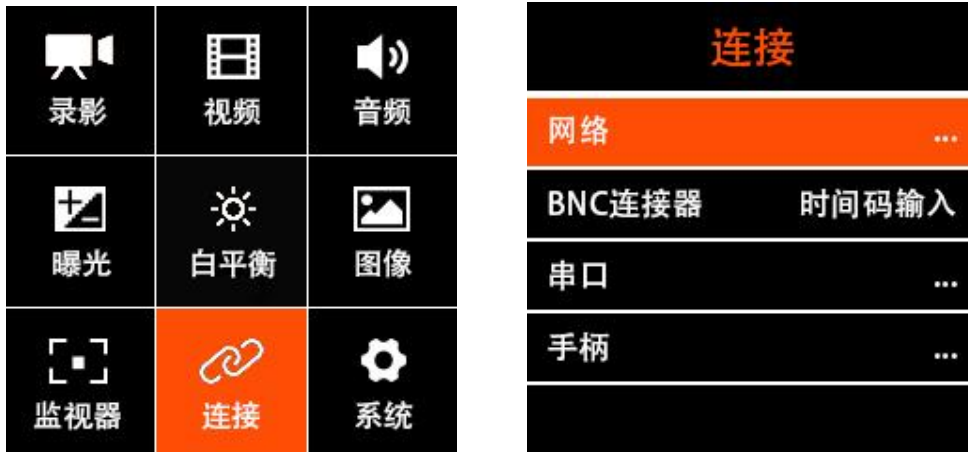 录影 视频 音频
曝光 白平衡 图像
监视器 连接 系统
连接
网络 ...
BNC连接器 时间码输入
串口 ...
手柄 ...